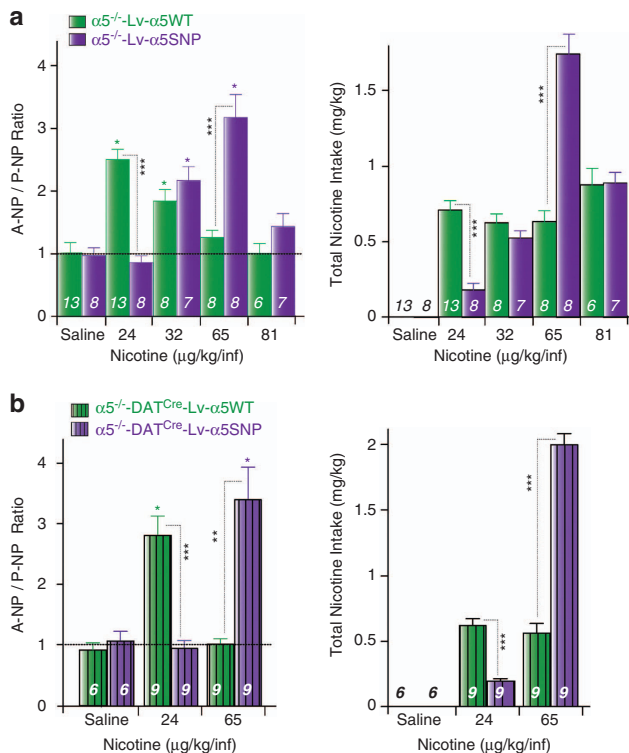 a
α5-/--Lv-α5WT
α5-/--Lv-α5SNP
A-NP / P-NP Ratio
4
3
2
1
0
*
***
*
*
***
*
13 8 13 8 8 7 8 8 6 7
Saline 24 32 65 81
Nicotine (μg/kg/inf)
Total Nicotine Intake (mg/kg)
1.5
1
0.5
0
***
***
13 8 13 8 8 7 8 8 6 7
Saline 24 32 65 81
Nicotine (μg/kg/inf)
b
α5-/--DATCre-Lv-α5WT
α5-/--DATCre-Lv-α5SNP
A-NP / P-NP Ratio
4
3
2
1
0
*
***
**
*
6 6 9 9 9 9
Saline 24 65
Nicotine (μg/kg/inf)
Total Nicotine Intake (mg/kg)
2
1.5
1
0.5
0
***
***
6 6 9 9 9 9
Saline 24 65
Nicotine (μg/kg/inf)